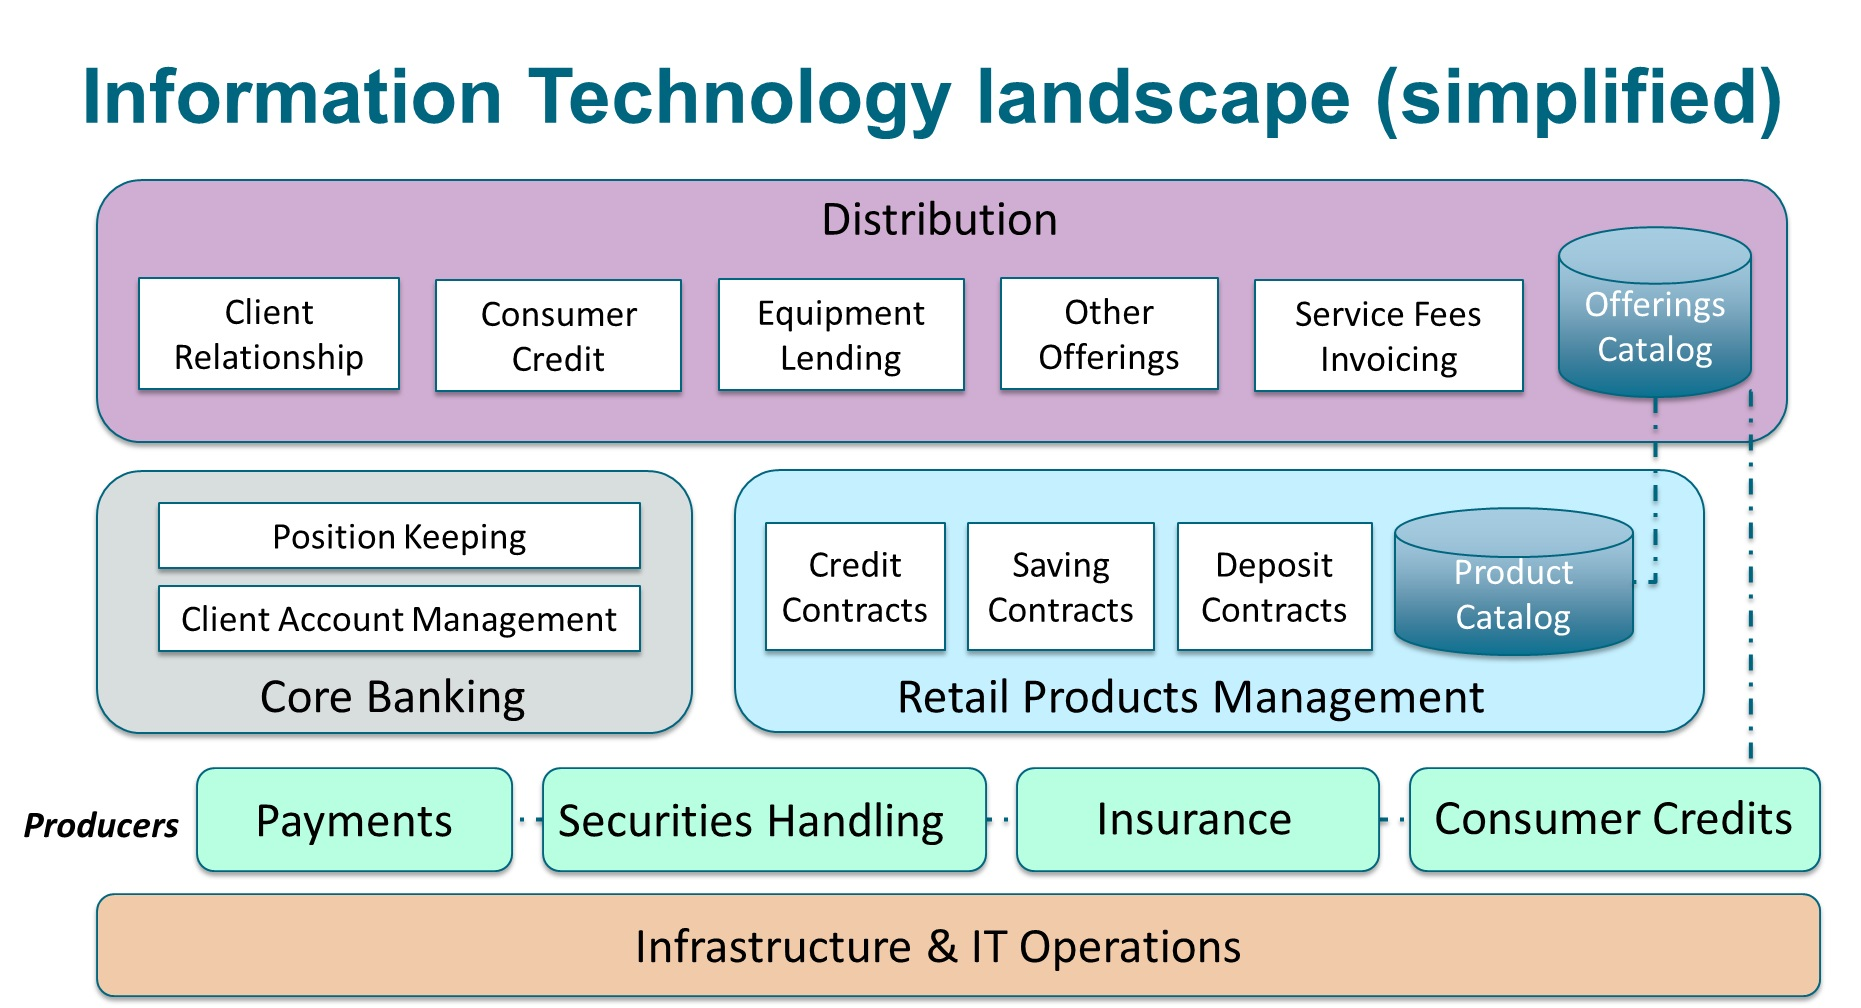 Information Technology landscape (simplified)
Distribution
Client
Relationship
Consumer
Credit
Equipment
Lending
Other
Offerings
Service Fees
Invoicing
Offerings
Catalog
Position Keeping
Client Account Management
Core Banking
Credit
Contracts
Saving
Contracts
Deposit
Contracts
Product
Catalog
Retail Products Management
Producers
Payments
Securities Handling
Insurance
Consumer Credits
Infrastructure & IT Operations